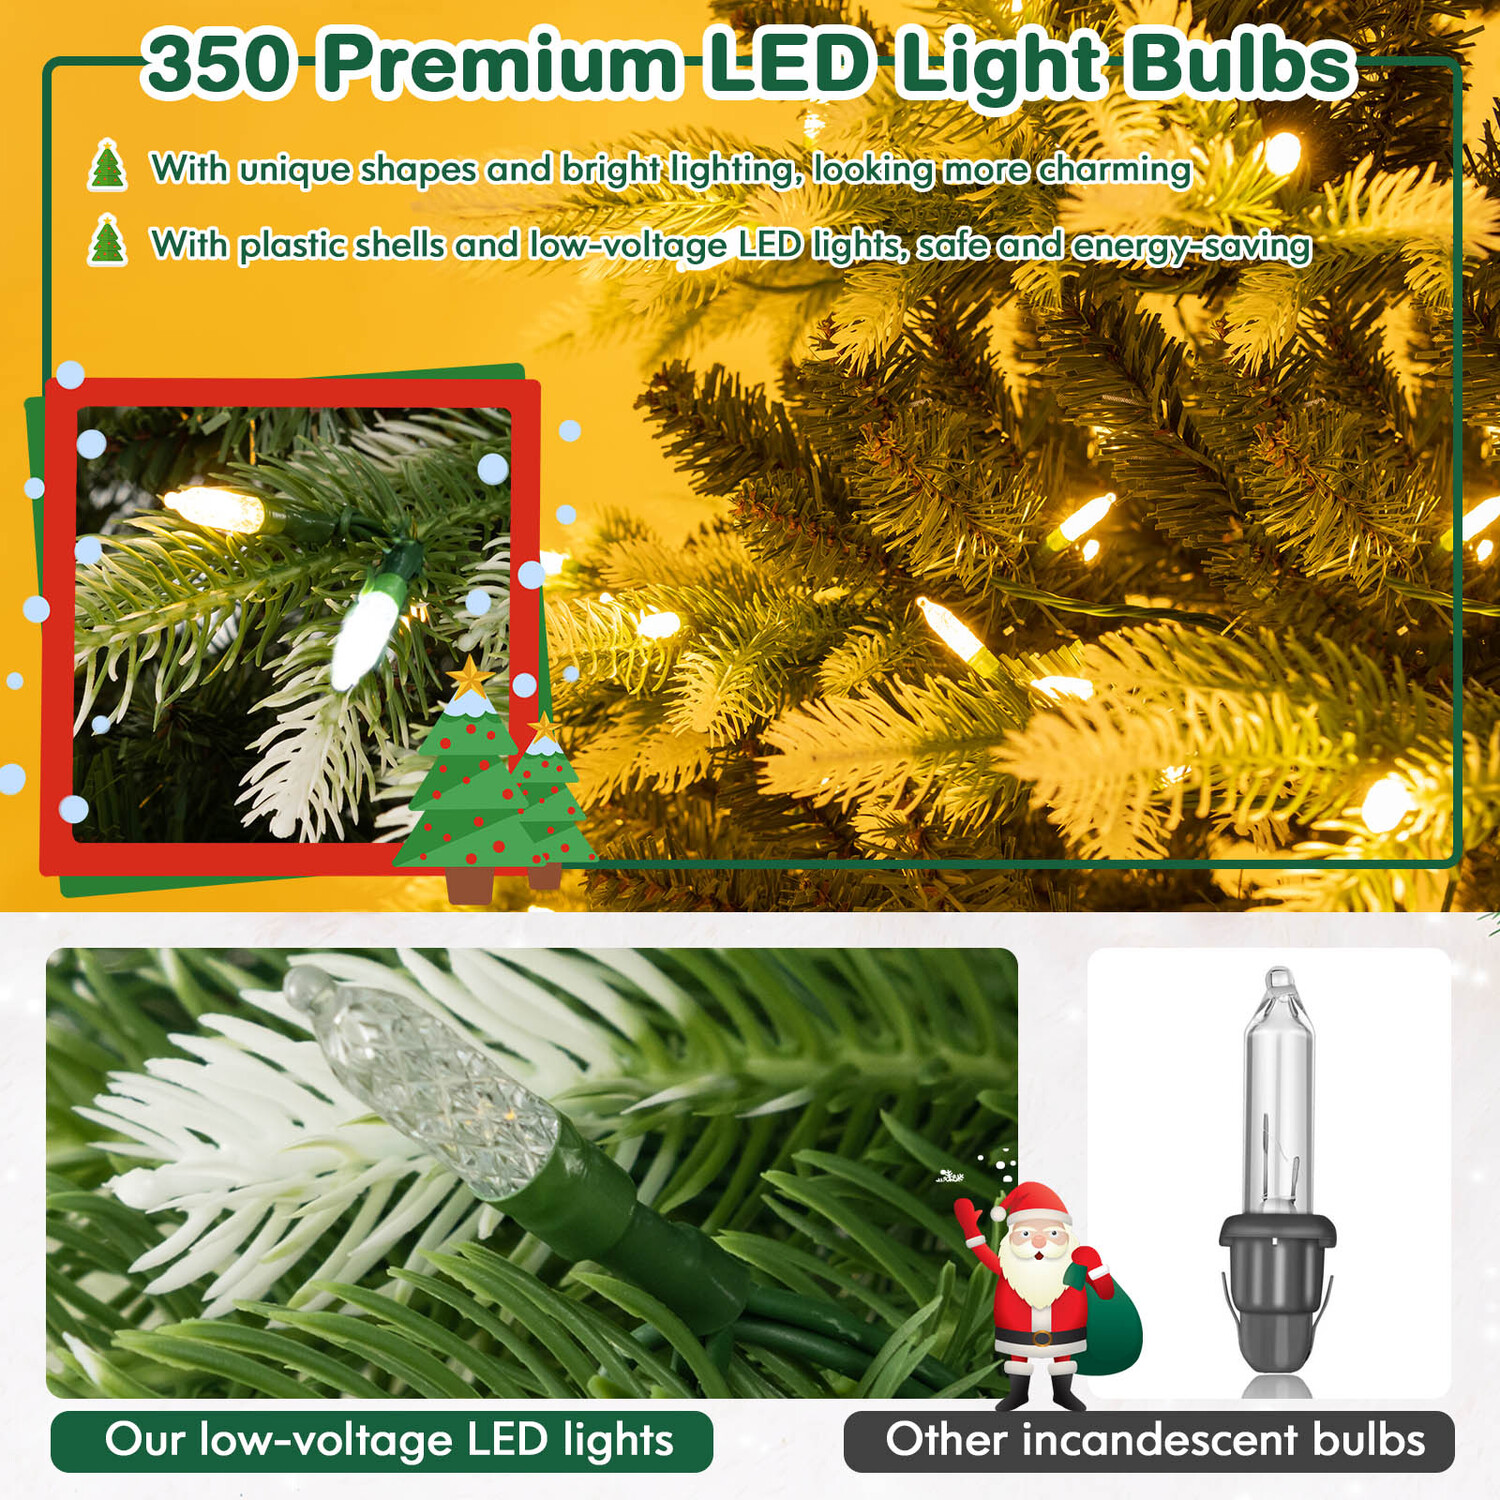 350 Premium LED Light Bulbs
With unique shapes and bright lighting, looking more charming
With plastic shells and low-voltage LED lights, safe and energy-saving
Our low-voltage LED lights
Other incandescent bulbs